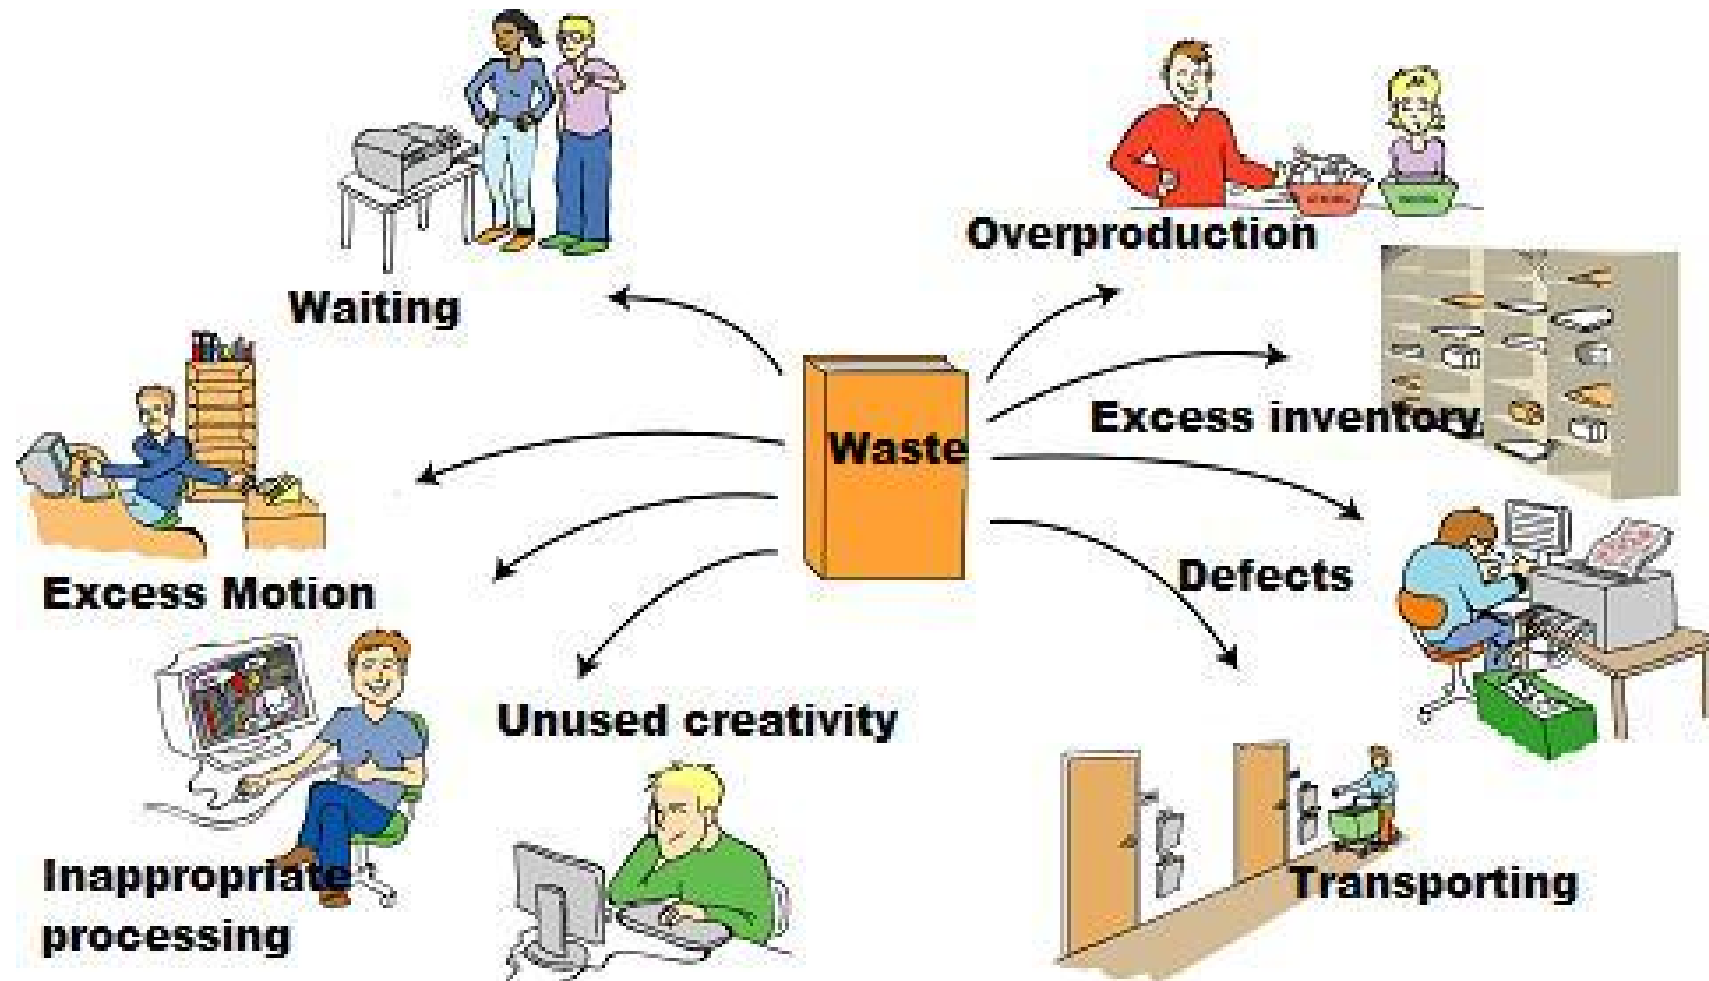 Waiting
Overproduction
Excess inventory
Waste
Defects
Excess Motion
Unused creativity
Inappropriate
processing
Transporting